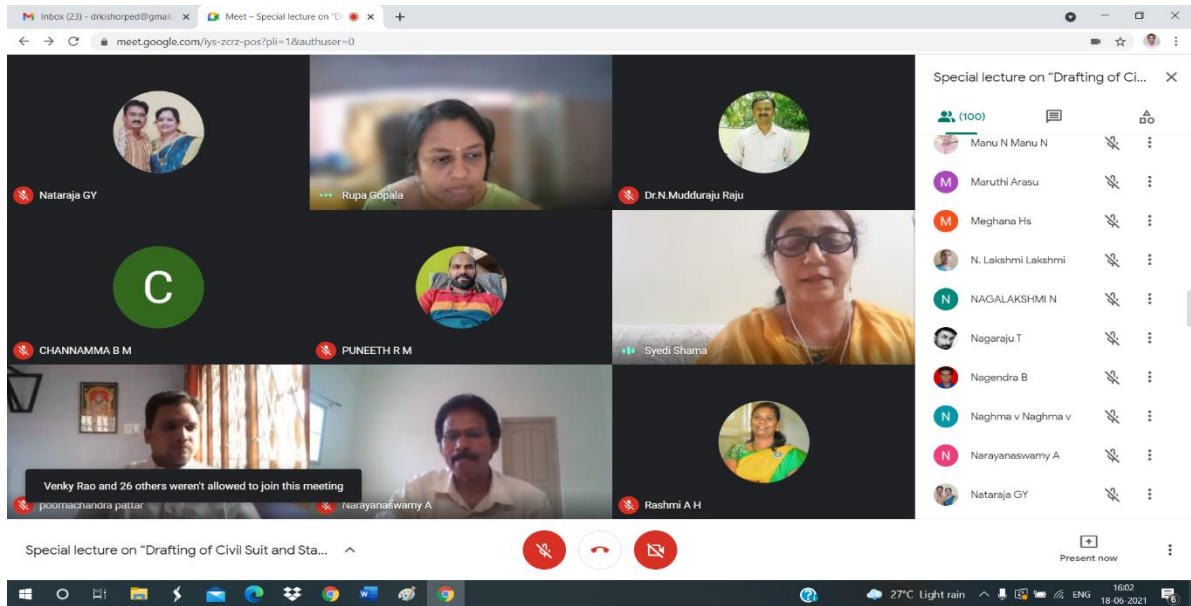 Inbox (23) - drkishorped@gmail.
Meet – Special lecture on "D
meet.google.com/iys-zcrz-pos?pli=1&authuser=0
Special lecture on "Drafting of Ci...
(100)
Nataraja GY
Rupa Gopala
Dr.N.Mudduraju Raju
C
CHANNAMMA B M
PUNEETH R M
Syedi Shama
Venky Rao and 26 others weren't allowed to join this meeting
poornachandra pattar
Narayanaswamy A
Rashmi A H
Manu N Manu N
M
Maruthi Arasu
M
Meghana Hs
N. Lakshmi Lakshmi
N
NAGALAKSHMI N
Nagaraju T
Nagendra B
N
Naghma v Naghma v
N
Narayanaswamy A
Nataraja GY
Special lecture on "Drafting of Civil Suit and Sta...
Present now
27°C Light rain
ENG
16:02
18-06-2021
6